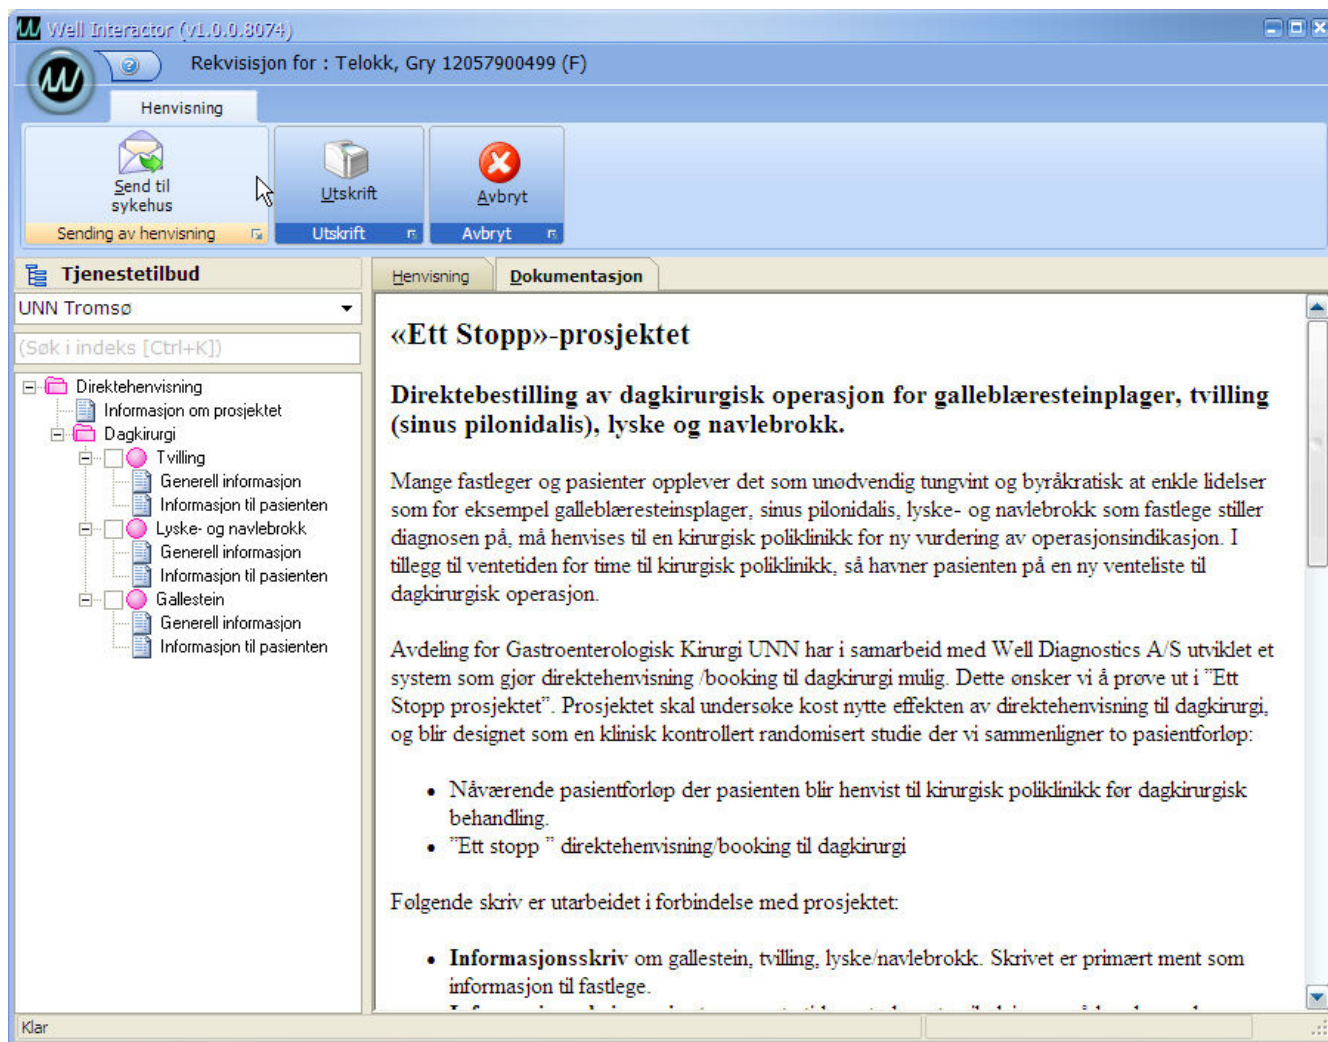 Well Interactor (v1.0.0.8074)
Rekvisisjon for : Telokk, Gry 12057900499 (F)
Henvisning
Send til
sykehus
Utskrift
Avbryt
Sending av henvisning
Utskrift
Avbryt
Tjenestetilbud
UNN Tromsø
(Søk i indeks [Ctrl+K])
Direktehenvisning
Informasjon om prosjektet
Dagkirurgi
Tvilling
Generell informasjon
Informasjon til pasienten
Lyske- og navlebrokk
Generell informasjon
Informasjon til pasienten
Gallestein
Generell informasjon
Informasjon til pasienten
Henvisning
Dokumentasjon
«Ett Stopp»-prosjektet
Direktebestilling av dagkirurgisk operasjon for galleblæresteinplager, tvilling
(sinus pilonidalis), lyske og navlebrokk.
Mange fastleger og pasienter opplever det som unødvendig tungvint og byråkratisk at enkle lidelser
som for eksempel galleblæresteinsplager, sinus pilonidalis, lyske- og navlebrokk som fastlege stiller
diagnosen på, må henvises til en kirurgisk poliklinikk for ny vurdering av operasjonsindikasjon. I
tillegg til ventetiden for time til kirurgisk poliklinikk, så havner pasienten på en ny venteliste til
dagkirurgisk operasjon.
Avdeling for Gastroenterologisk Kirurgi UNN har i samarbeid med Well Diagnostics A/S utviklet et
system som gjør direktehenvisning /booking til dagkirurgi mulig. Dette ønsker vi å prøve ut i ”Ett
Stopp prosjektet”. Prosjektet skal undersøke kost nytte effekten av direktehenvisning til dagkirurgi,
og blir designet som en klinisk kontrollert randomisert studie der vi sammenligner to pasientforløp:
• Nåværende pasientforløp der pasienten blir henvist til kirurgisk poliklinikk før dagkirurgisk
behandling.
• ”Ett stopp ” direktehenvisning/booking til dagkirurgi
Følgende skriv er utarbeidet i forbindelse med prosjektet:
• Informasjonsskriv om gallestein, tvilling, lyske/navlebrokk. Skrivet er primært ment som
informasjon til fastlege.
Klar